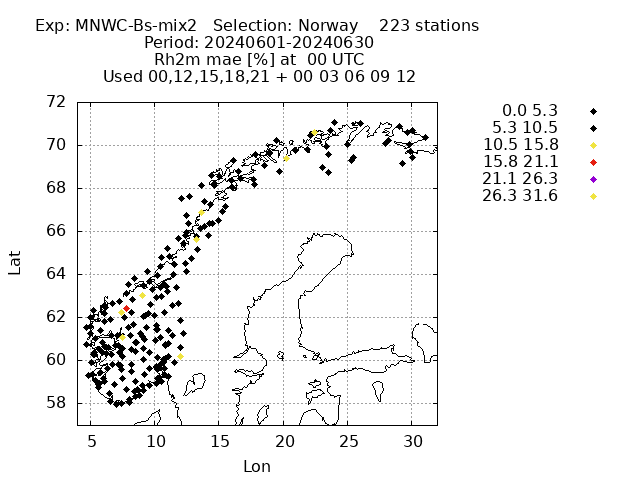 Exp: MNWC-Bs-mix2   Selection: Norway    223 stations
Period: 20240601-20240630
Rh2m mae [%] at  00 UTC
Used 00,12,15,18,21 + 00 03 06 09 12
0.0 5.3
5.3 10.5
10.5 15.8
15.8 21.1
21.1 26.3
26.3 31.6
72
70
68
66
64
62
60
58
Lat
5 10 15 20 25 30
Lon